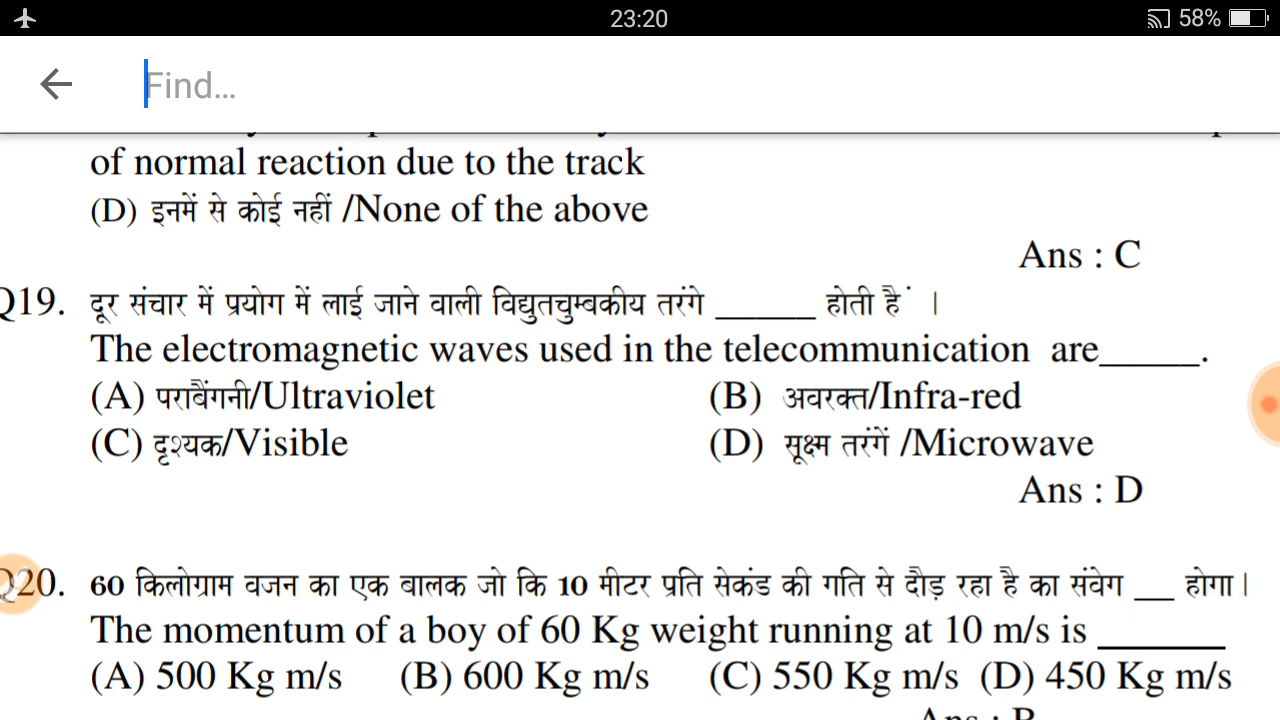 23:20 58%
Find...
of normal reaction due to the track
(D) इनमें से कोई नहीं /None of the above
Ans : C
Q19. दूर संचार में प्रयोग में लाई जाने वाली विद्युतचुम्बकीय तरंगे ______ होती हैं ।
The electromagnetic waves used in the telecommunication are______.
(A) पराबैंगनी/Ultraviolet (B) अवरक्त/Infra-red
(C) दृश्यक/Visible (D) सूक्ष्म तरंगें /Microwave
Ans : D
Q20. 60 किलोग्राम वजन का एक बालक जो कि 10 मीटर प्रति सेकंड की गति से दौड़ रहा है का संवेग __ होगा।
The momentum of a boy of 60 Kg weight running at 10 m/s is ______
(A) 500 Kg m/s (B) 600 Kg m/s (C) 550 Kg m/s (D) 450 Kg m/s
Ans : B